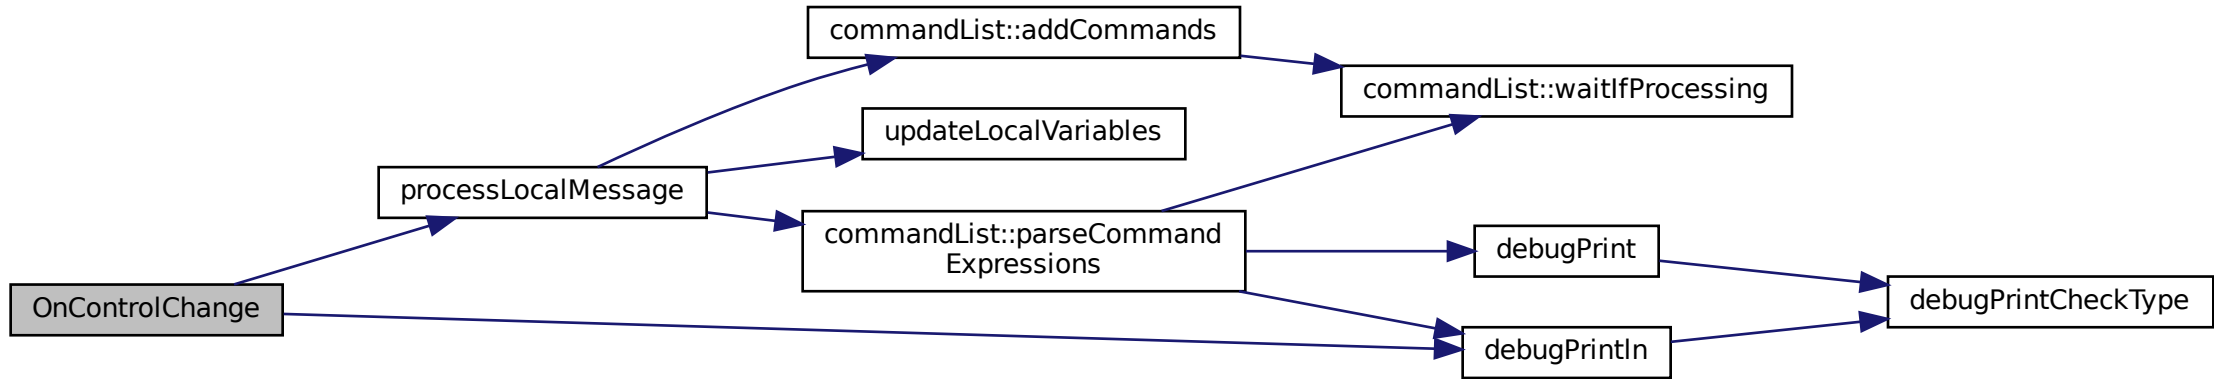 commandList::addCommands
commandList::waitIfProcessing
updateLocalVariables
processLocalMessage
commandList::parseCommand
Expressions
debugPrint
debugPrintCheckType
OnControlChange
debugPrintln